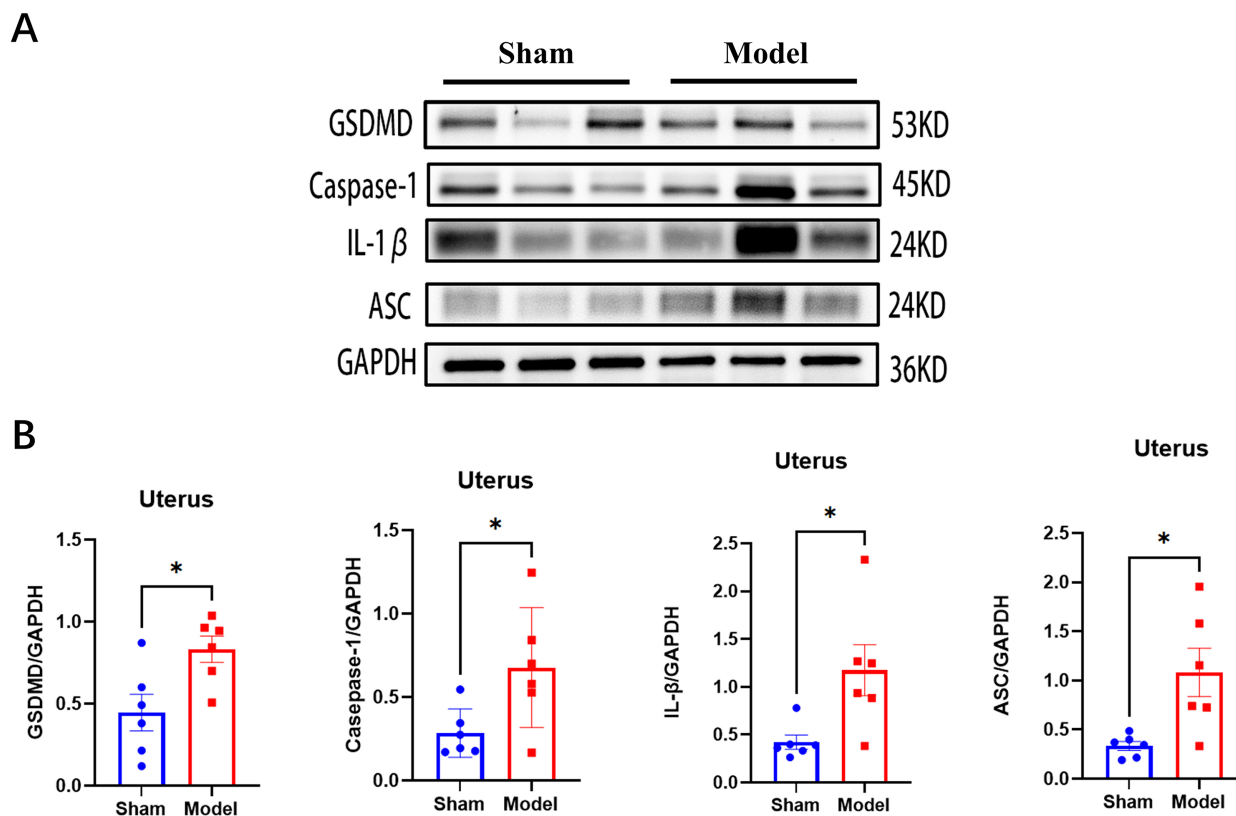 A
Sham Model
GSDMD 53KD
Caspase-1 45KD
IL-1β 24KD
ASC 24KD
GAPDH 36KD
B
Uterus
GSDMD/GAPDH
1.5
1.0
0.5
0.0
*
Sham Model
Uterus
Casepase-1/GAPDH
1.5
1.0
0.5
0.0
*
Sham Model
Uterus
IL-β/GAPDH
2.5
2.0
1.5
1.0
0.5
0.0
*
Sham Model
Uterus
ASC/GAPDH
2.5
2.0
1.5
1.0
0.5
0.0
*
Sham Model